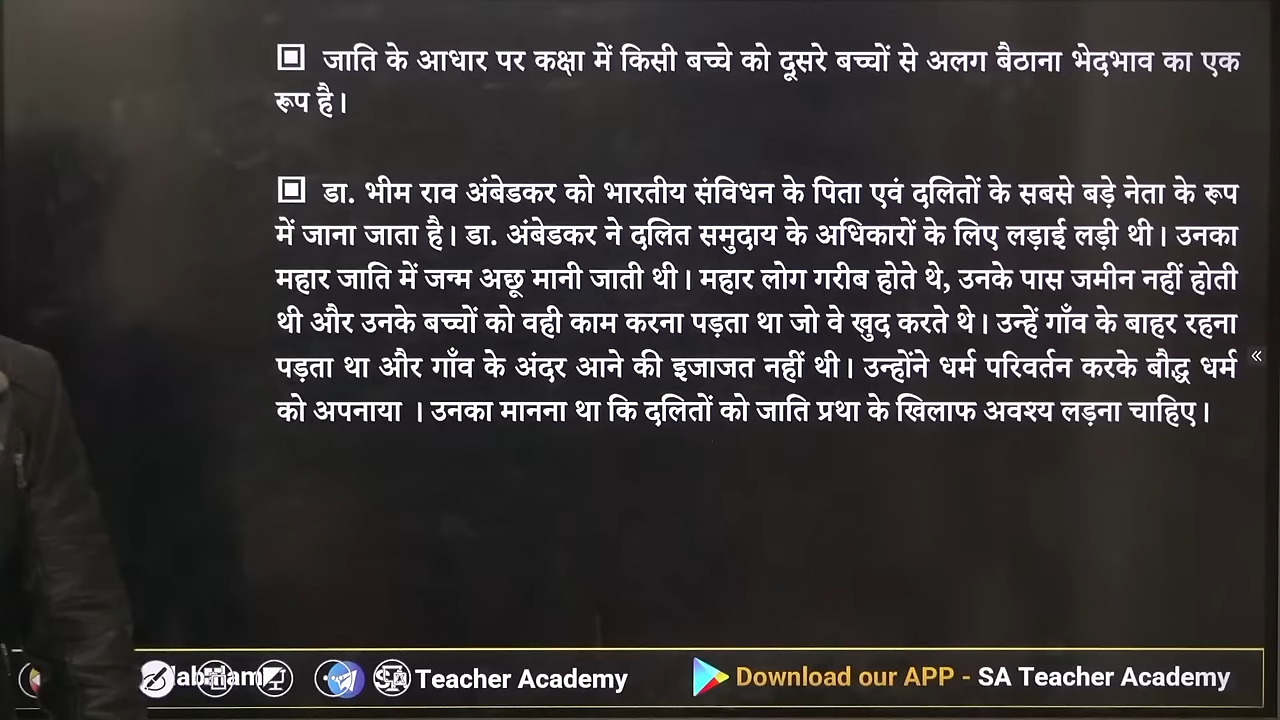 जाति के आधार पर कक्षा में किसी बच्चे को दूसरे बच्चों से अलग बैठाना भेदभाव का एक
रूप है।
डा. भीम राव अंबेडकर को भारतीय संविधन के पिता एवं दलितों के सबसे बड़े नेता के रूप
में जाना जाता है। डा. अंबेडकर ने दलित समुदाय के अधिकारों के लिए लड़ाई लड़ी थी। उनका
महार जाति में जन्म अछू मानी जाती थी। महार लोग गरीब होते थे, उनके पास जमीन नहीं होती
थी और उनके बच्चों को वही काम करना पड़ता था जो वे खुद करते थे। उन्हें गाँव के बाहर रहना
पड़ता था और गाँव के अंदर आने की इजाजत नहीं थी। उन्होंने धर्म परिवर्तन करके बौद्ध धर्म
को अपनाया । उनका मानना था कि दलितों को जाति प्रथा के खिलाफ अवश्य लड़ना चाहिए।
Teacher Academy
Download our APP - SA Teacher Academy